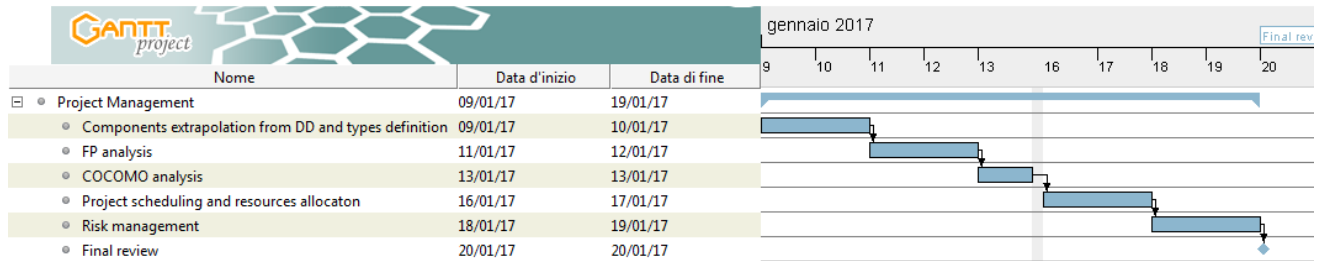 GANTT
project
gennaio 2017
Final rev
Nome Data d'inizio Data di fine
9 10 11 12 13 16 17 18 19 20
Project Management 09/01/17 19/01/17
Components extrapolation from DD and types definition 09/01/17 10/01/17
FP analysis 11/01/17 12/01/17
COCOMO analysis 13/01/17 13/01/17
Project scheduling and resources allocaton 16/01/17 17/01/17
Risk management 18/01/17 19/01/17
Final review 20/01/17 20/01/17